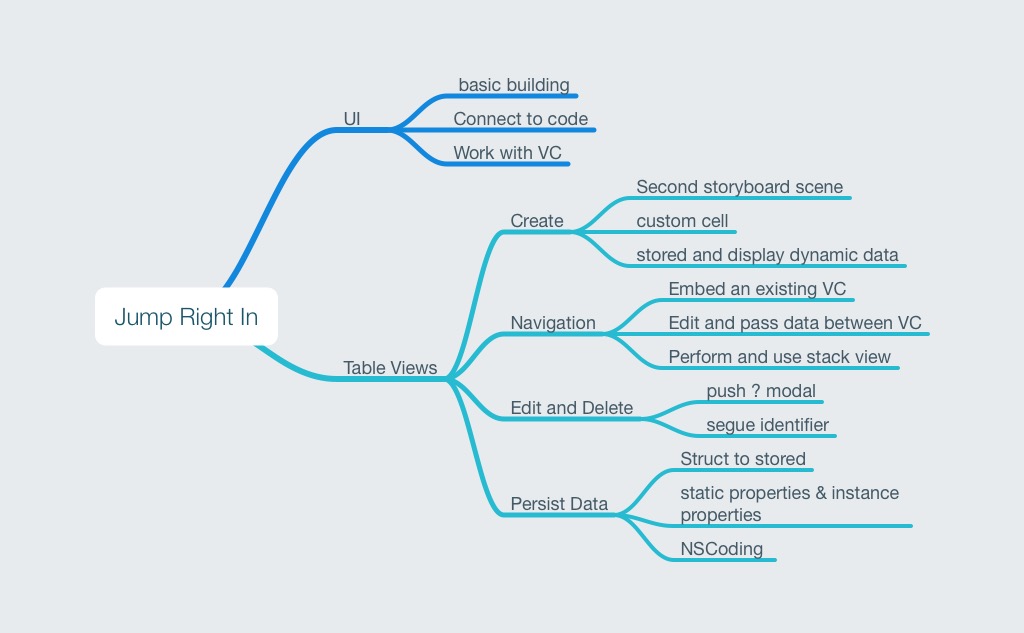 Jump Right In
UI
basic building
Connect to code
Work with VC
Table Views
Create
Second storyboard scene
custom cell
stored and display dynamic data
Navigation
Embed an existing VC
Edit and pass data between VC
Perform and use stack view
Edit and Delete
push ? modal
segue identifier
Persist Data
Struct to stored
static properties & instance
properties
NSCoding